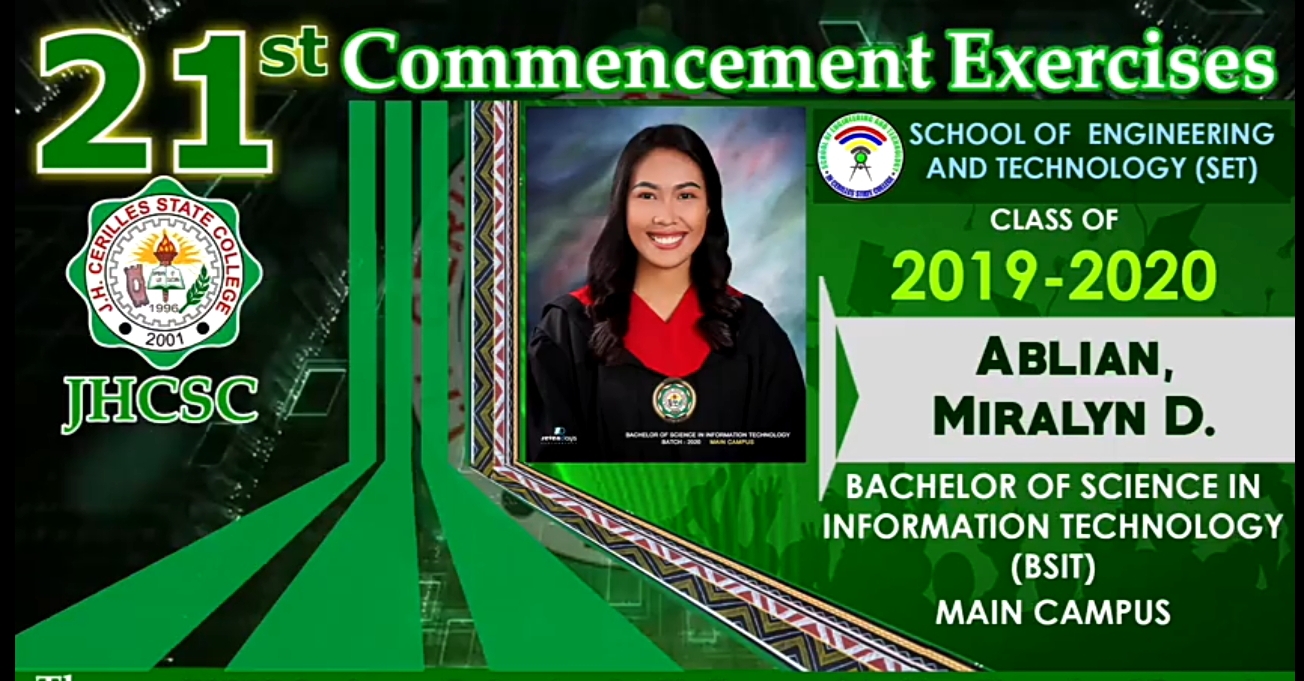 21st Commencement Exercises
J.H. CERILLES STATE COLLEGE
1996
2001
JHCSC
SCHOOL OF ENGINEERING
AND TECHNOLOGY (SET)
CLASS OF
2019-2020
ABLIAN,
MIRALYN D.
BACHELOR OF SCIENCE IN INFORMATION TECHNOLOGY
BATCH - 2020 MAIN CAMPUS
BACHELOR OF SCIENCE IN
INFORMATION TECHNOLOGY
(BSIT)
MAIN CAMPUS